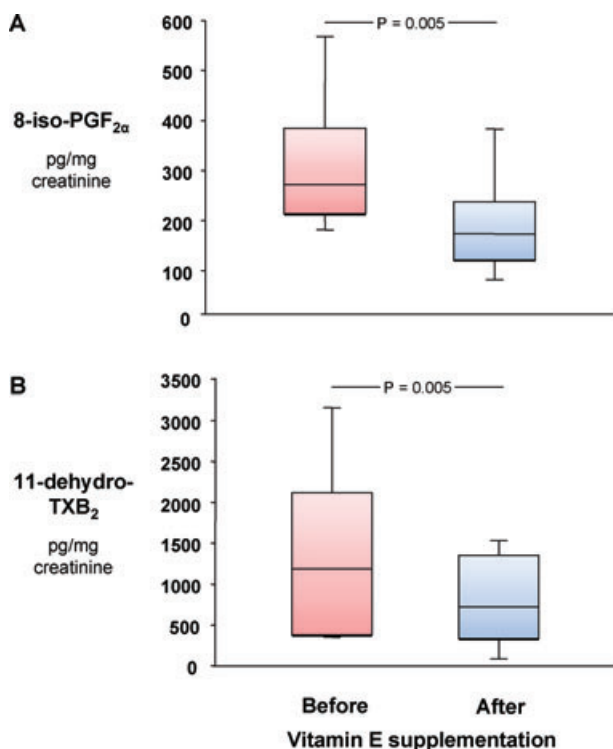 A
8-iso-PGF2α
pg/mg
creatinine
600
500
400
300
200
100
0
P = 0.005
B
11-dehydro-
TXB2
pg/mg
creatinine
3500
3000
2500
2000
1500
1000
500
0
P = 0.005
Before After
Vitamin E supplementation